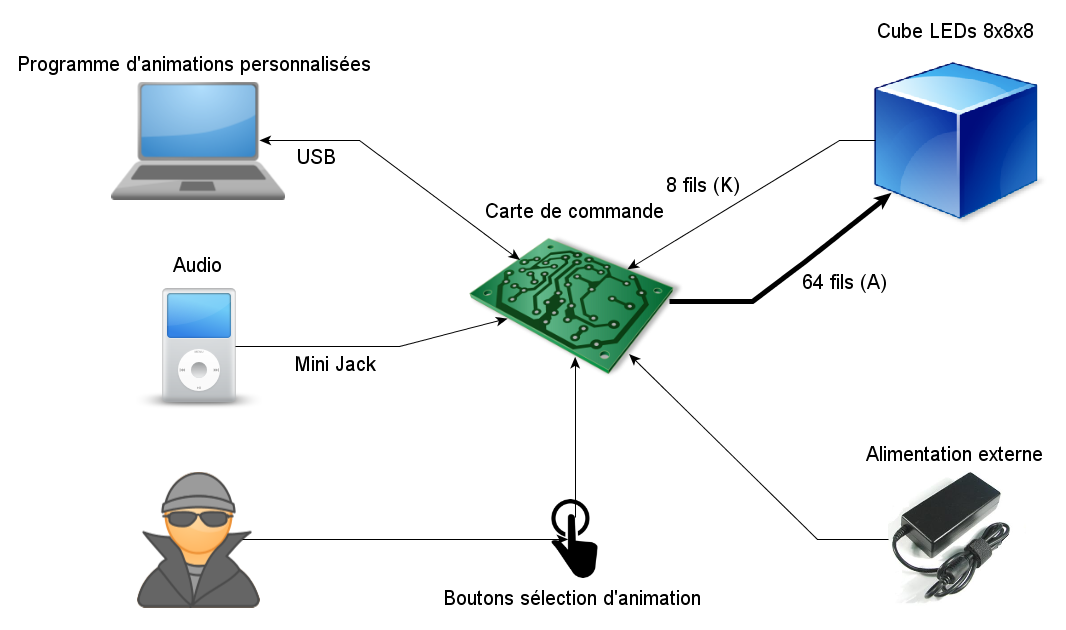 Cube LEDs 8x8x8
Programme d'animations personnalisées
USB
8 fils (K)
Carte de commande
Audio
64 fils (A)
Mini Jack
Alimentation externe
Boutons sélection d'animation